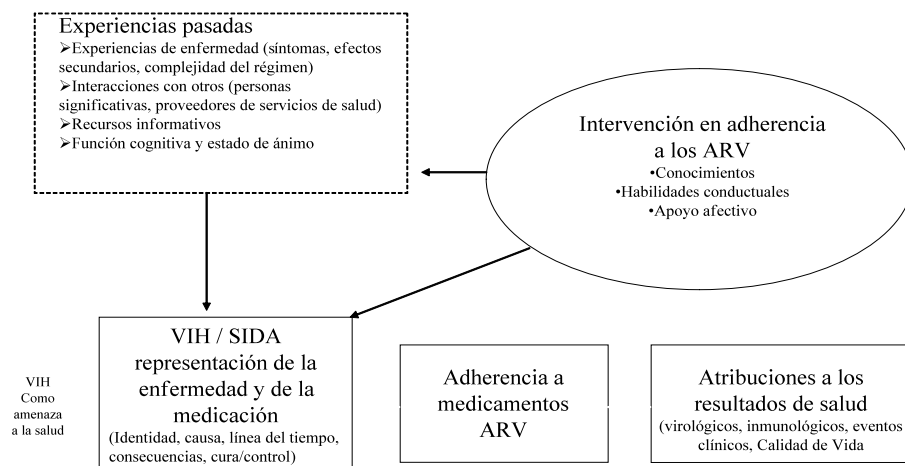 Experiencias pasadas
➢Experiencias de enfermedad (síntomas, efectos
secundarios, complejidad del régimen)
➢Interacciones con otros (personas
significativas, proveedores de servicios de salud)
➢Recursos informativos
➢Función cognitiva y estado de ánimo
Intervención en adherencia
a los ARV
•Conocimientos
•Habilidades conductuales
•Apoyo afectivo
VIH
Como
amenaza
a la salud
VIH / SIDA
representación de la
enfermedad y de la
medicación
(Identidad, causa, línea del tiempo,
consecuencias, cura/control)
Adherencia a
medicamentos
ARV
Atribuciones a los
resultados de salud
(virológicos, inmunológicos, eventos
clínicos, Calidad de Vida